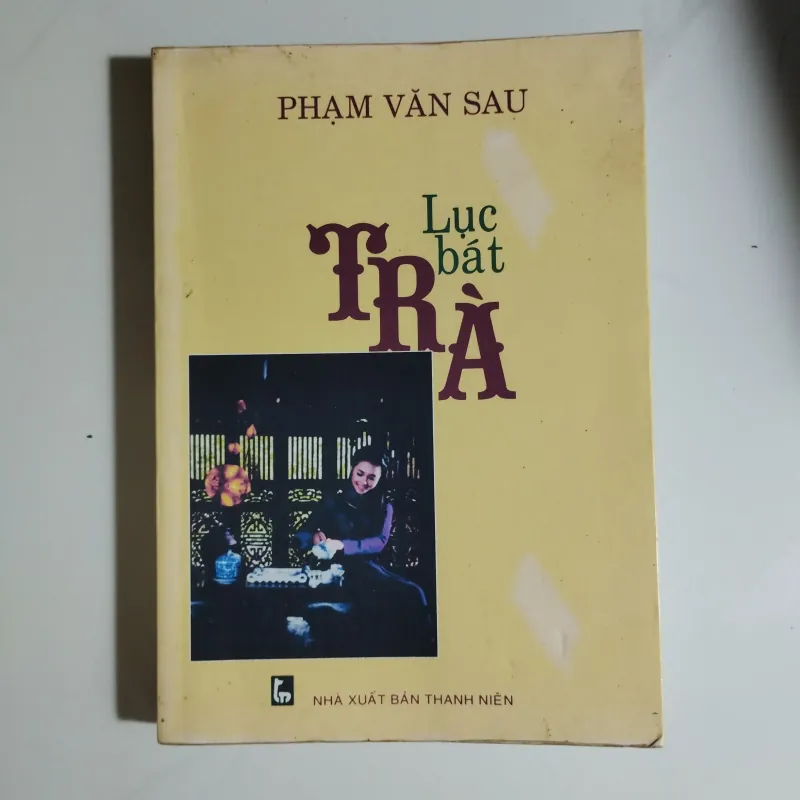 PHẠM VĂN SAU
Lục
bát
TRÀ
NHÀ XUẤT BẢN THANH NIÊN